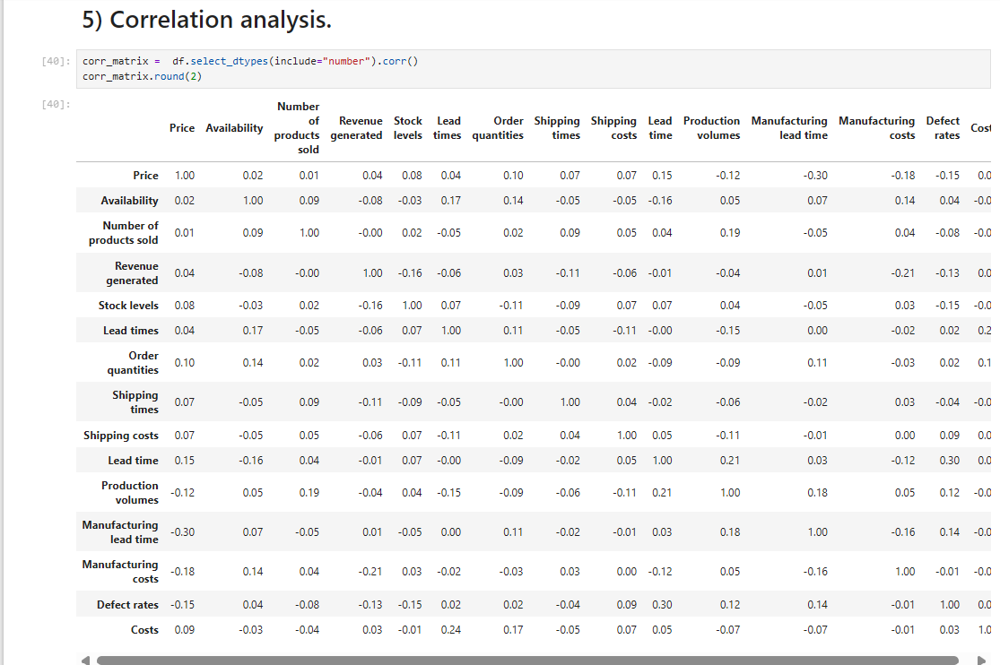 5) Correlation analysis.
[40]: corr_matrix =  df.select_dtypes(include="number").corr()
corr_matrix.round(2)
[40]:
Price Availability Number of products sold Revenue generated Stock levels Lead times Order quantities Shipping times Shipping costs Lead time Production volumes Manufacturing lead time Manufacturing costs Defect rates Cost
Price 1.00 0.02 0.01 0.04 0.08 0.04 0.10 0.07 0.07 0.15 -0.12 -0.30 -0.18 -0.15 0.0
Availability 0.02 1.00 0.09 -0.08 -0.03 0.17 0.14 -0.05 -0.05 -0.16 0.05 0.07 0.14 0.04 -0.0
Number of products sold 0.01 0.09 1.00 -0.00 0.02 -0.05 0.02 0.09 0.05 0.04 0.19 -0.05 0.04 -0.08 -0.0
Revenue generated 0.04 -0.08 -0.00 1.00 -0.16 -0.06 0.03 -0.11 -0.06 -0.01 -0.04 0.01 -0.21 -0.13 0.0
Stock levels 0.08 -0.03 0.02 -0.16 1.00 0.07 -0.11 -0.09 0.07 0.07 0.04 -0.05 0.03 -0.15 -0.0
Lead times 0.04 0.17 -0.05 -0.06 0.07 1.00 0.11 -0.05 -0.11 -0.00 -0.15 0.00 -0.02 0.02 0.2
Order quantities 0.10 0.14 0.02 0.03 -0.11 0.11 1.00 -0.00 0.02 -0.09 -0.09 0.11 -0.03 0.02 0.1
Shipping times 0.07 -0.05 0.09 -0.11 -0.09 -0.05 -0.00 1.00 0.04 -0.02 -0.06 -0.02 0.03 -0.04 -0.0
Shipping costs 0.07 -0.05 0.05 -0.06 0.07 -0.11 0.02 0.04 1.00 0.05 -0.11 -0.01 0.00 0.09 0.0
Lead time 0.15 -0.16 0.04 -0.01 0.07 -0.00 -0.09 -0.02 0.05 1.00 0.21 0.03 -0.12 0.30 0.0
Production volumes -0.12 0.05 0.19 -0.04 0.04 -0.15 -0.09 -0.06 -0.11 0.21 1.00 0.18 0.05 0.12 -0.0
Manufacturing lead time -0.30 0.07 -0.05 0.01 -0.05 0.00 0.11 -0.02 -0.01 0.03 0.18 1.00 -0.16 0.14 -0.0
Manufacturing costs -0.18 0.14 0.04 -0.21 0.03 -0.02 -0.03 0.03 0.00 -0.12 0.05 -0.16 1.00 -0.01 -0.0
Defect rates -0.15 0.04 -0.08 -0.13 -0.15 0.02 0.02 -0.04 0.09 0.30 0.12 0.14 -0.01 1.00 0.0
Costs 0.09 -0.03 -0.04 0.03 -0.01 0.24 0.17 -0.05 0.07 0.05 -0.07 -0.07 -0.01 0.03 1.0